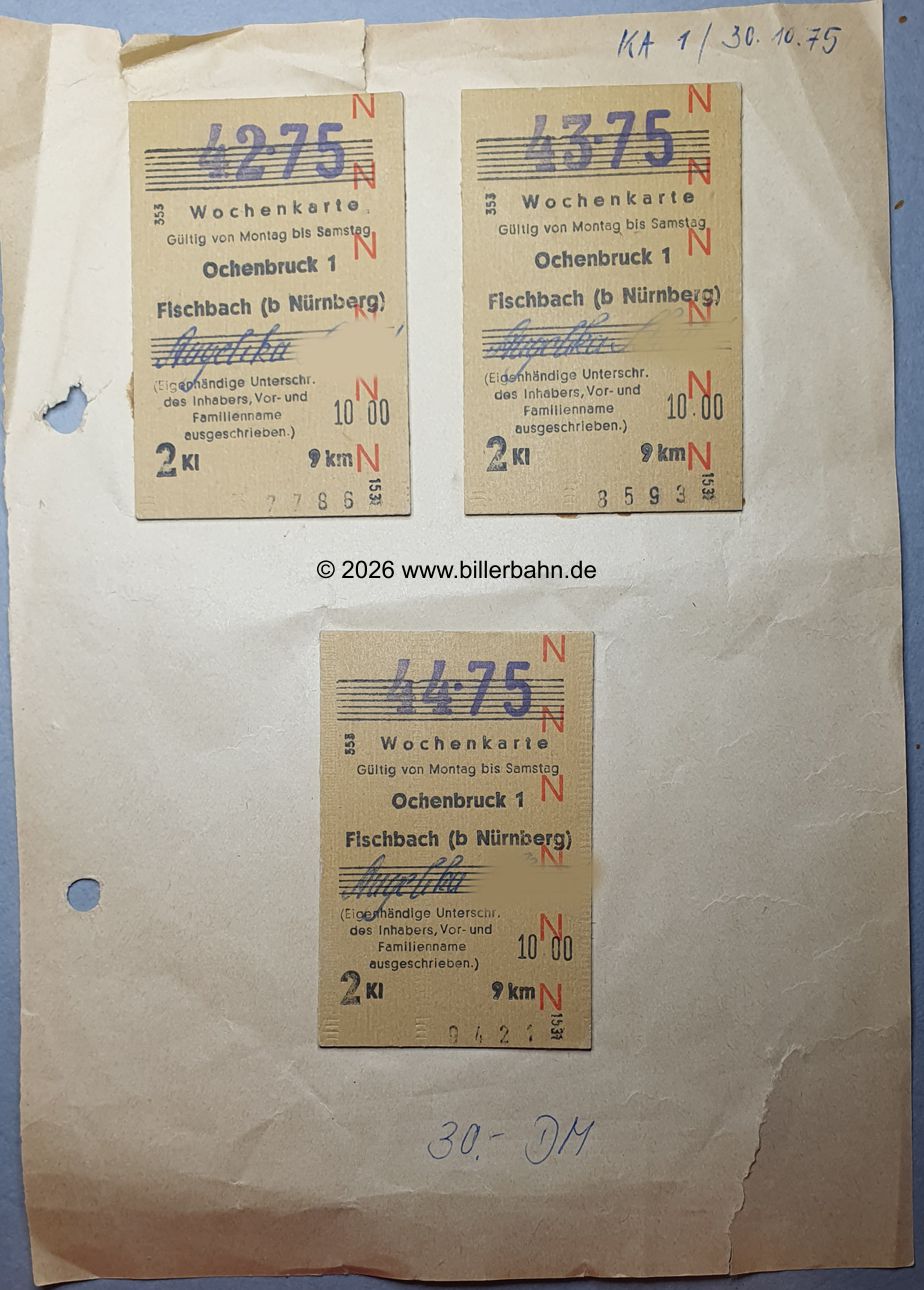 KA 1 / 30.10.75
42·75
N
N
353
Wochenkarte
Gültig von Montag bis Samstag
N
Ochenbruck 1
Fischbach (b Nürnberg)
N
Angelika
(Eigenhändige Unterschr.
des Inhabers, Vor- und
Familienname
ausgeschrieben.)
N
10 00
2 Kl
9 km
N
7786
43·75
N
N
353
Wochenkarte
Gültig von Montag bis Samstag
N
Ochenbruck 1
Fischbach (b Nürnberg)
N
Angelika
(Eigenhändige Unterschr.
des Inhabers, Vor- und
Familienname
ausgeschrieben.)
N
10.00
2 Kl
9 km
N
8593
© 2026 www.billerbahn.de
44·75
N
N
353
Wochenkarte
Gültig von Montag bis Samstag
N
Ochenbruck 1
Fischbach (b Nürnberg)
N
Angelika
(Eigenhändige Unterschr.
des Inhabers, Vor- und
Familienname
ausgeschrieben.)
N
10 00
2 Kl
9 km
N
30.- DM